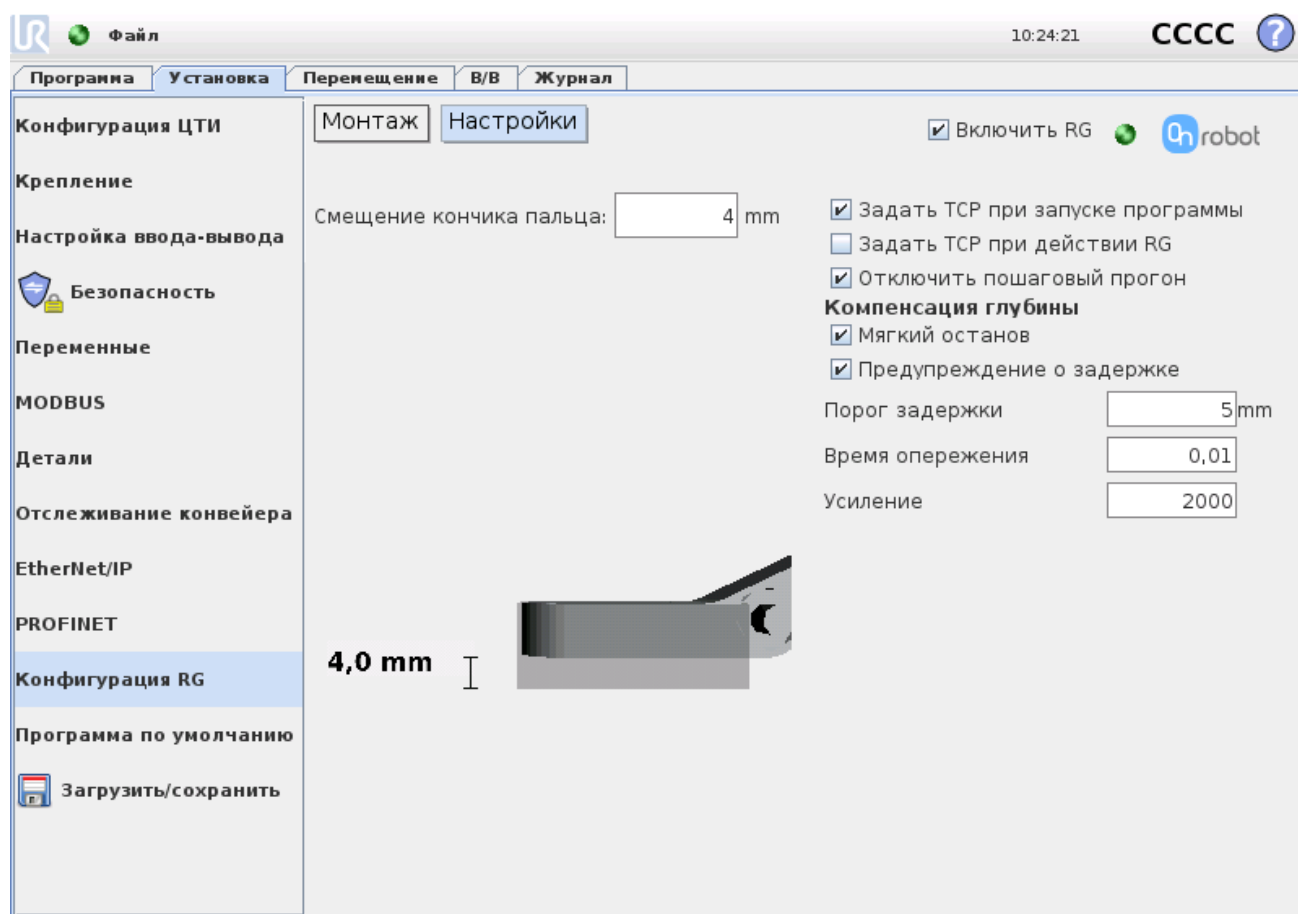 UR Файл 10:24:21 CCCC ?
Программа Установка Перемещение В/В Журнал
Конфигурация ЦТИ
Крепление
Настройка ввода-вывода
Безопасность
Переменные
MODBUS
Детали
Отслеживание конвейера
EtherNet/IP
PROFINET
Конфигурация RG
Программа по умолчанию
Загрузить/сохранить
Монтаж Настройки
Включить RG On robot
Смещение кончика пальца: 4 mm
4,0 mm
Задать TCP при запуске программы
Задать TCP при действии RG
Отключить пошаговый прогон
Компенсация глубины
Мягкий останов
Предупреждение о задержке
Порог задержки 5 mm
Время опережения 0,01
Усиление 2000